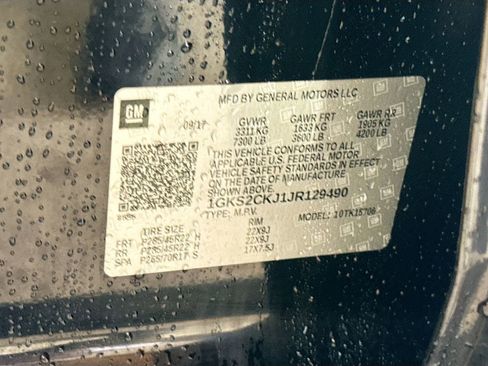 MFD BY GENERAL MOTORS LLC
GM
09/17
GVWR GAWR FRT GAWR RR
3311 KG 1633 KG 1905 KG
7300 LB 3600 LB 4200 LB
THIS VEHICLE CONFORMS TO ALL
APPLICABLE U.S. FEDERAL MOTOR
VEHICLE SAFETY STANDARDS IN EFFECT
ON THE DATE OF MANUFACTURE
SHOWN ABOVE
1GKS2CKJ1JR129490
TYPE: M.P.V. MODEL: 10TK15706
TIRE SIZE RIM
FRT P285/45R22 H 22X9J
RR P285/45R22 H 22X9J
SPA P265/70R17 S 17X7.5J